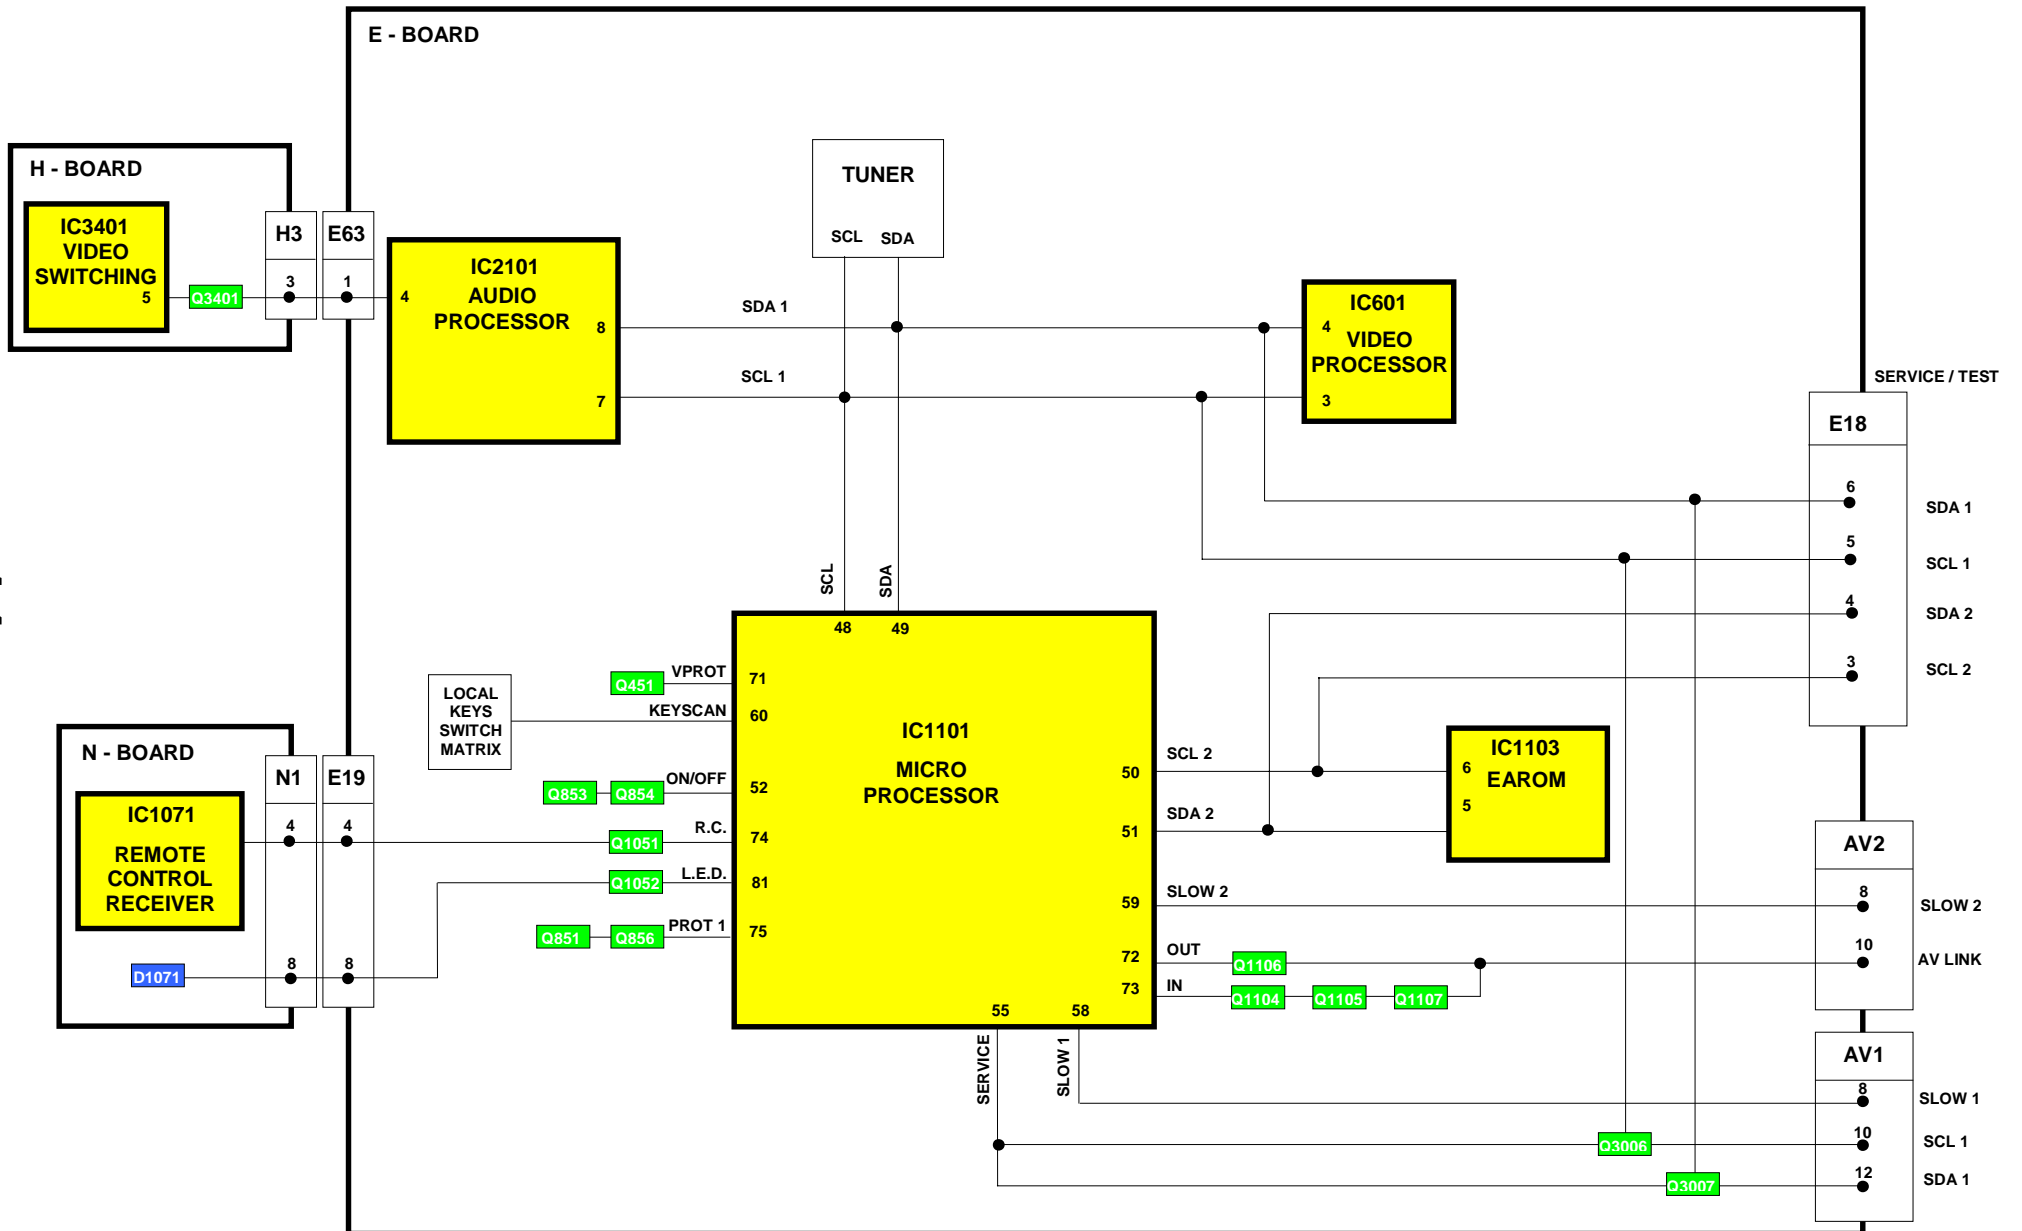 E - BOARD
H - BOARD
IC3401
VIDEO
SWITCHING
5
Q3401
H3
3
E63
1
4
IC2101
AUDIO
PROCESSOR
8
7
TUNER
SCL SDA
SDA 1
SCL 1
IC601
4
VIDEO
PROCESSOR
3
SERVICE / TEST
E18
6
SDA 1
5
SCL 1
4
SDA 2
3
SCL 2
SCL
SDA
48
49
LOCAL
KEYS
SWITCH
MATRIX
Q451
VPROT
71
KEYSCAN
60
Q853
Q854
ON/OFF
52
Q1051
R.C.
74
Q1052
L.E.D.
81
Q851
Q856
PROT 1
75
IC1101
MICRO
PROCESSOR
50
SCL 2
51
SDA 2
59
SLOW 2
72
OUT
73
IN
55
58
SERVICE
SLOW 1
IC1103
6
EAROM
5
Q1106
Q1104
Q1105
Q1107
N - BOARD
IC1071
REMOTE
CONTROL
RECEIVER
D1071
N1
4
8
E19
4
8
AV2
8
SLOW 2
10
AV LINK
AV1
8
SLOW 1
10
SCL 1
12
SDA 1
Q3006
Q3007